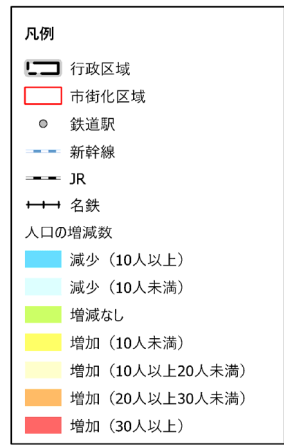 凡例
行政区域
市街化区域
鉄道駅
新幹線
JR
名鉄
人口の増減数
減少（10人以上）
減少（10人未満）
増減なし
増加（10人未満）
増加（10人以上20人未満）
増加（20人以上30人未満）
増加（30人以上）